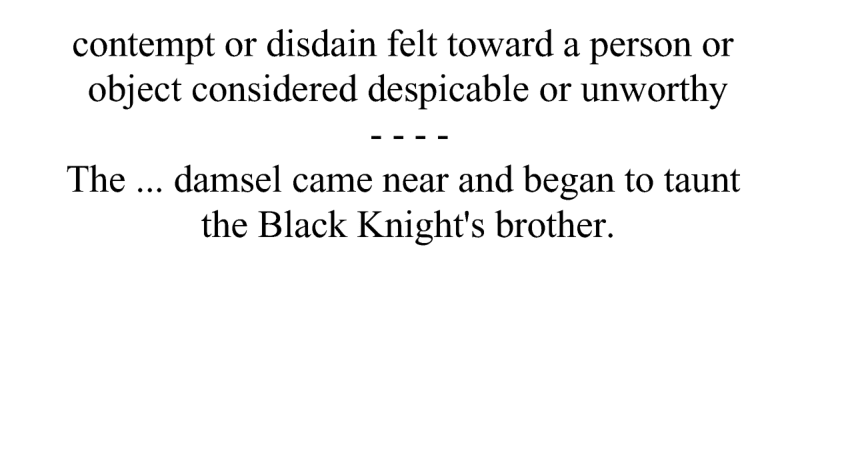 contempt or disdain felt toward a person or
object considered despicable or unworthy
- - - -
The ... damsel came near and began to taunt
the Black Knight's brother.